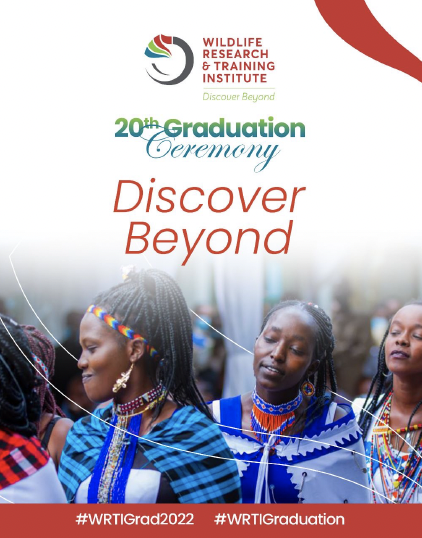 WILDLIFE
RESEARCH
& TRAINING
INSTITUTE
Discover Beyond
20th Graduation
Ceremony
Discover
Beyond
#WRTIGrad2022 #WRTIGraduation